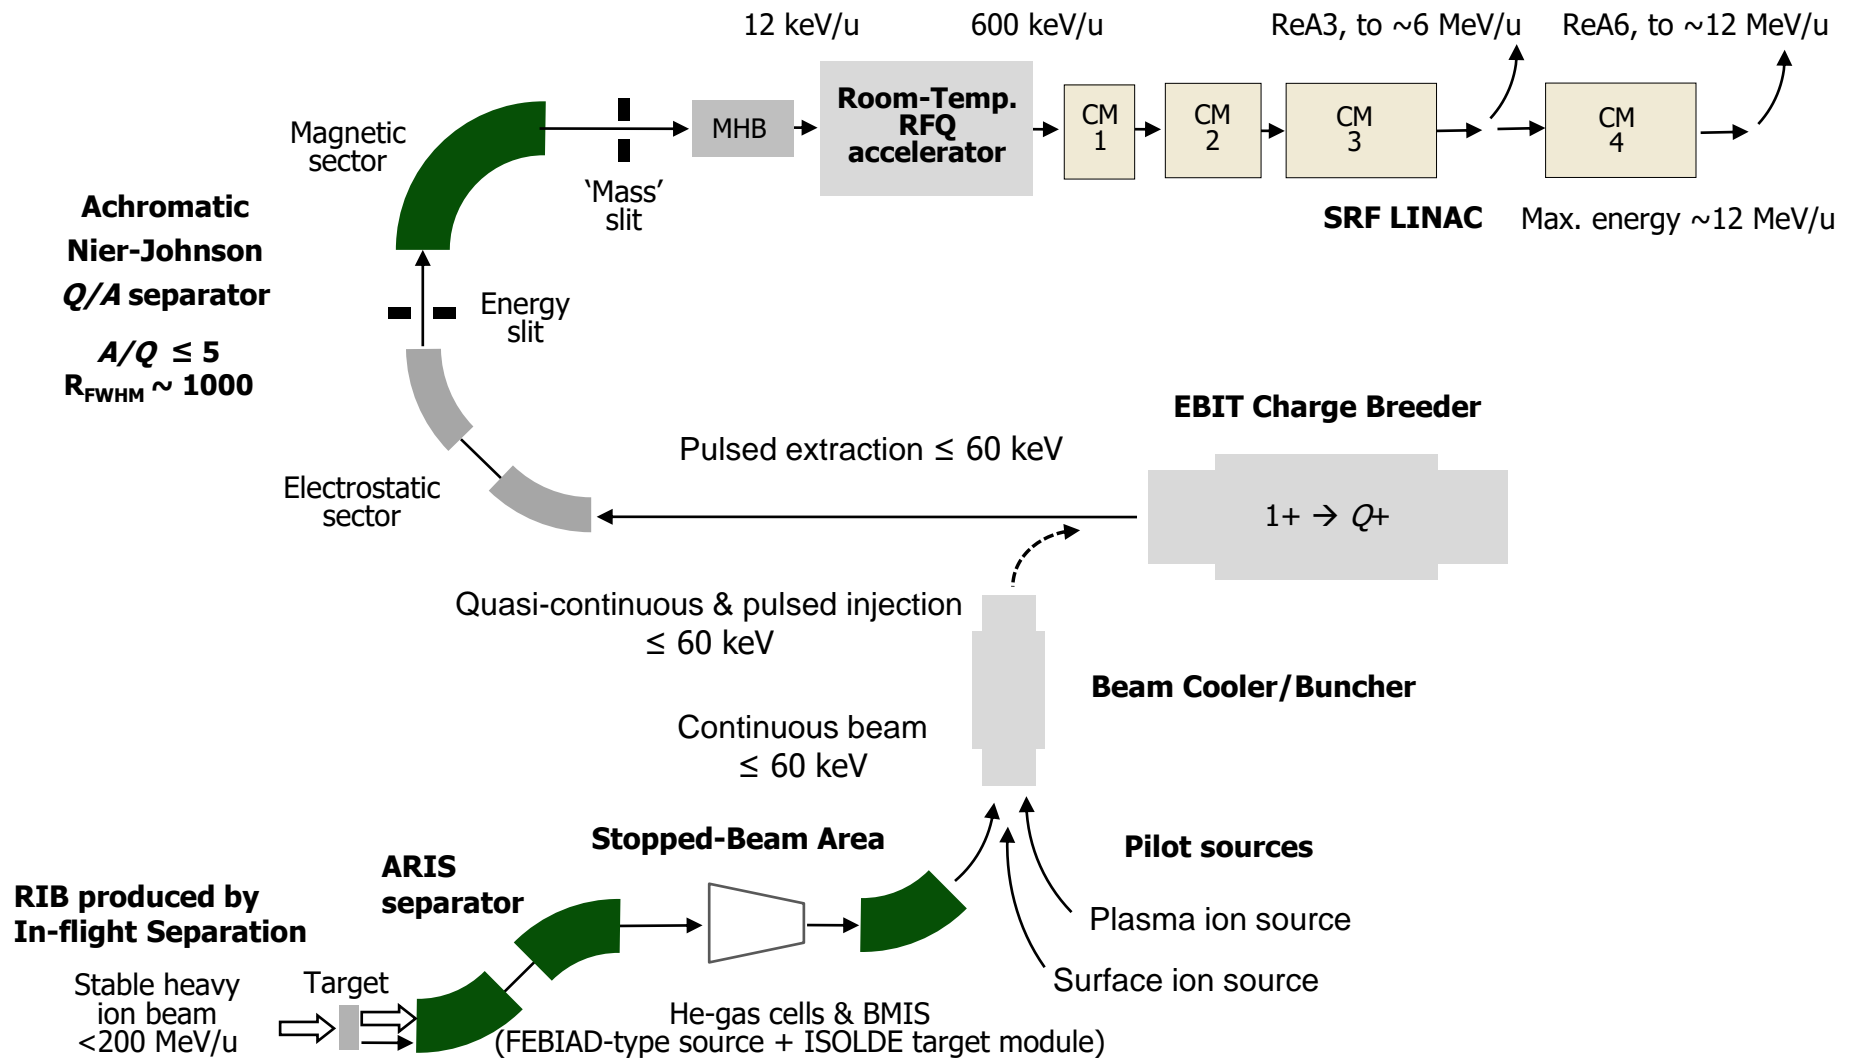 12 keV/u
600 keV/u
ReA3, to ~6 MeV/u
ReA6, to ~12 MeV/u
Magnetic
sector
‘Mass’
slit
MHB
Room-Temp.
RFQ
accelerator
CM
1
CM
2
CM
3
CM
4
SRF LINAC
Max. energy ~12 MeV/u
Achromatic
Nier-Johnson
Q/A separator
A/Q ≤ 5
RFWHM ~ 1000
Energy
slit
Electrostatic
sector
Pulsed extraction ≤ 60 keV
EBIT Charge Breeder
1+ → Q+
Quasi-continuous & pulsed injection
≤ 60 keV
Beam Cooler/Buncher
Continuous beam
≤ 60 keV
Stopped-Beam Area
Pilot sources
ARIS
separator
Plasma ion source
Surface ion source
RIB produced by
In-flight Separation
Stable heavy
ion beam
<200 MeV/u
Target
He-gas cells & BMIS
(FEBIAD-type source + ISOLDE target module)